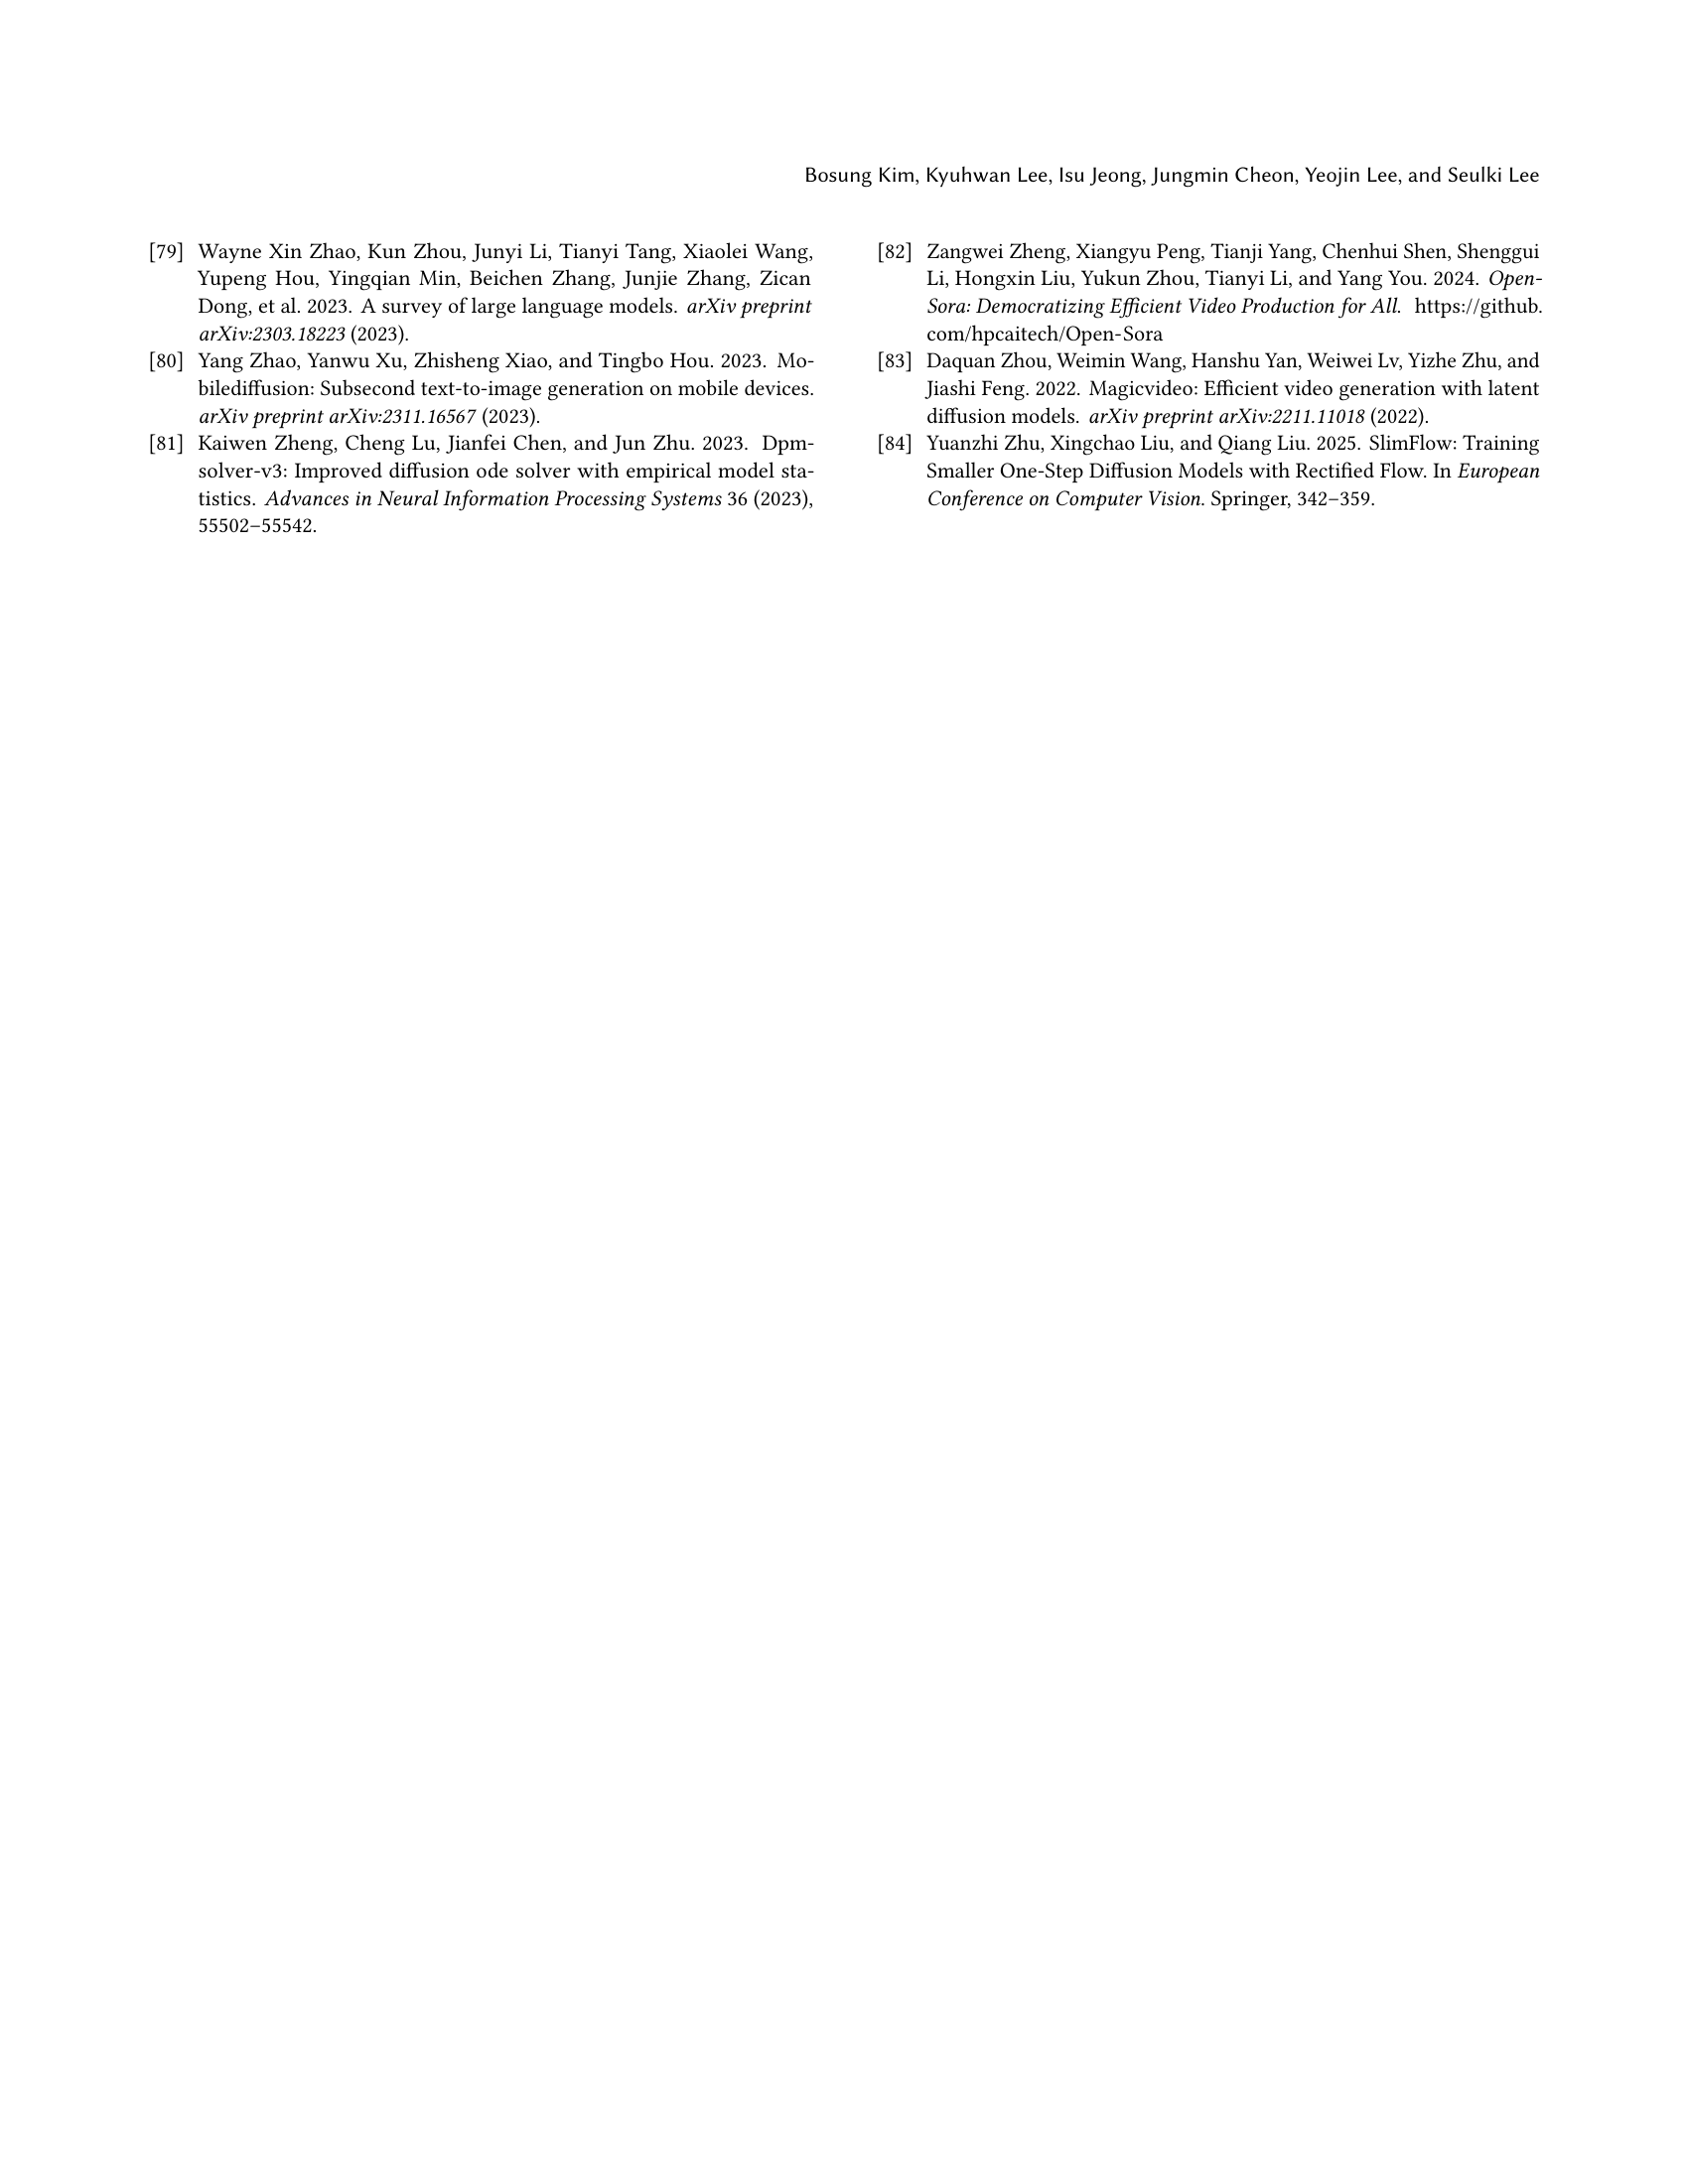 Bosung Kim, Kyuhwan Lee, Isu Jeong, Jungmin Cheon, Yeojin Lee, and Seulki Lee
[79] Wayne Xin Zhao, Kun Zhou, Junyi Li, Tianyi Tang, Xiaolei Wang,
Yupeng Hou, Yingqian Min, Beichen Zhang, Junjie Zhang, Zican
Dong, et al. 2023. A survey of large language models. arXiv preprint
arXiv:2303.18223 (2023).
[80] Yang Zhao, Yanwu Xu, Zhisheng Xiao, and Tingbo Hou. 2023. Mo-
bilediffusion: Subsecond text-to-image generation on mobile devices.
arXiv preprint arXiv:2311.16567 (2023).
[81] Kaiwen Zheng, Cheng Lu, Jianfei Chen, and Jun Zhu. 2023. Dpm-
solver-v3: Improved diffusion ode solver with empirical model sta-
tistics. Advances in Neural Information Processing Systems 36 (2023),
55502–55542.
[82] Zangwei Zheng, Xiangyu Peng, Tianji Yang, Chenhui Shen, Shenggui
Li, Hongxin Liu, Yukun Zhou, Tianyi Li, and Yang You. 2024. Open-
Sora: Democratizing Efficient Video Production for All. https://github.
com/hpcaitech/Open-Sora
[83] Daquan Zhou, Weimin Wang, Hanshu Yan, Weiwei Lv, Yizhe Zhu, and
Jiashi Feng. 2022. Magicvideo: Efficient video generation with latent
diffusion models. arXiv preprint arXiv:2211.11018 (2022).
[84] Yuanzhi Zhu, Xingchao Liu, and Qiang Liu. 2025. SlimFlow: Training
Smaller One-Step Diffusion Models with Rectified Flow. In European
Conference on Computer Vision. Springer, 342–359.